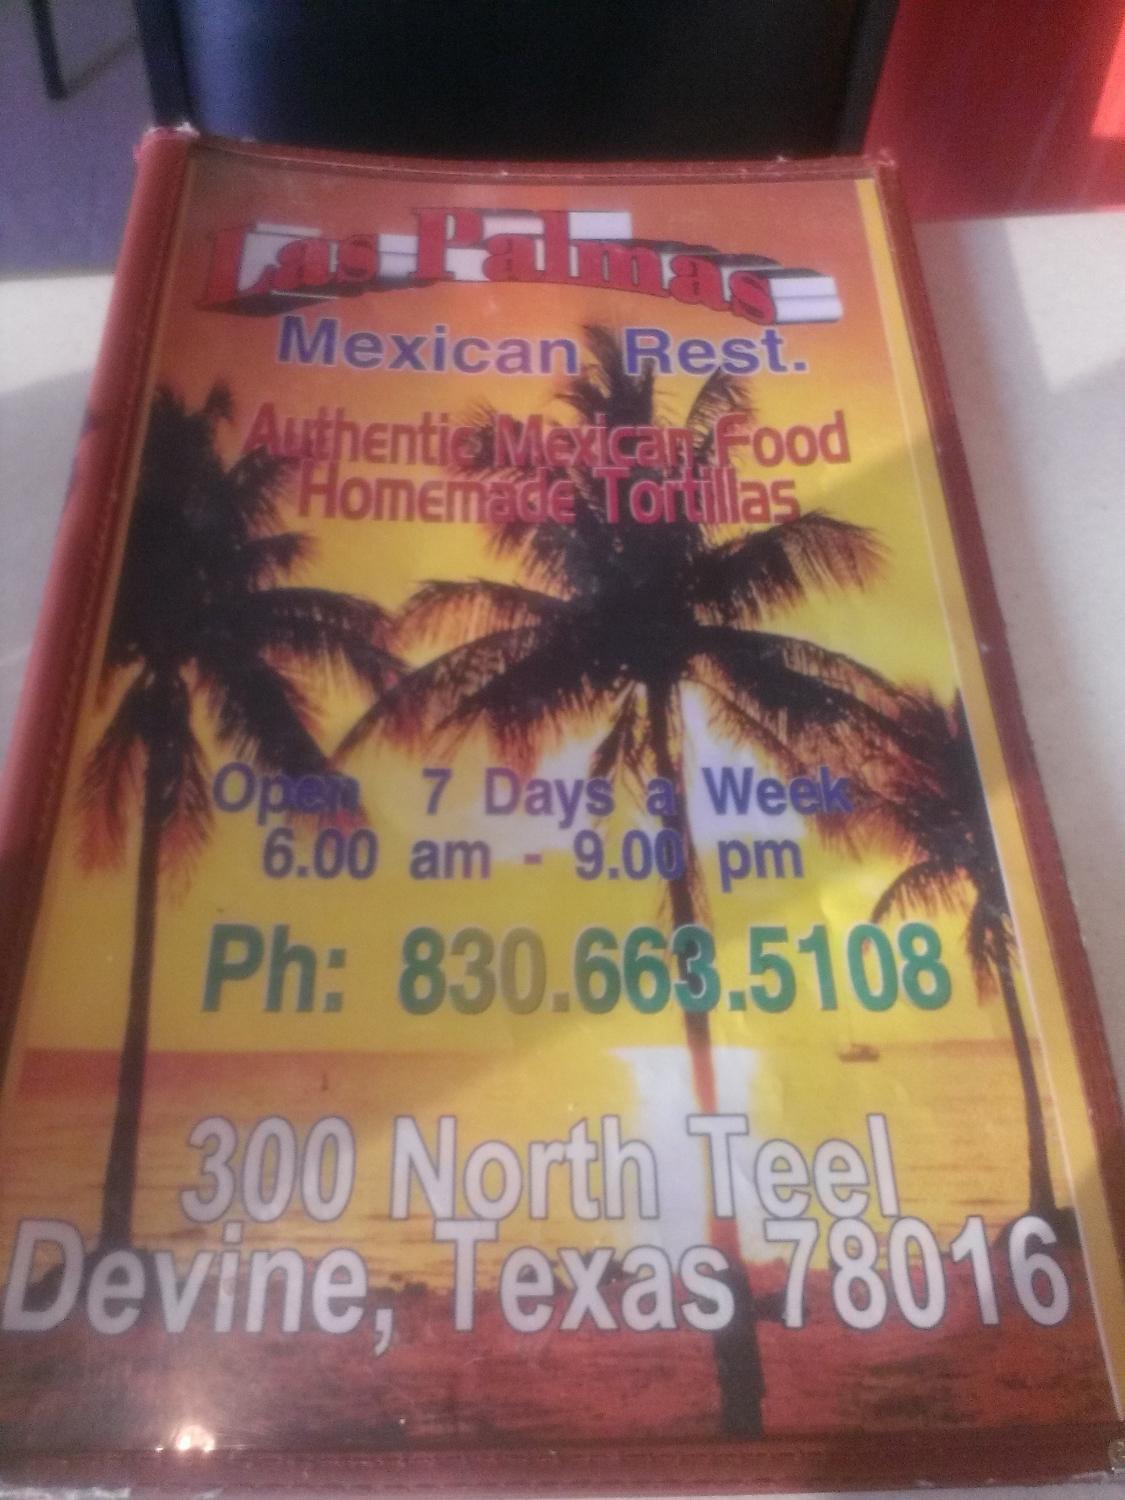 Las Palmas
Mexican Rest.
Authentic Mexican Food
Homemade Tortillas
Open 7 Days a Week
6.00 am - 9.00 pm
Ph: 830.663.5108
300 North Teel
Devine, Texas 78016